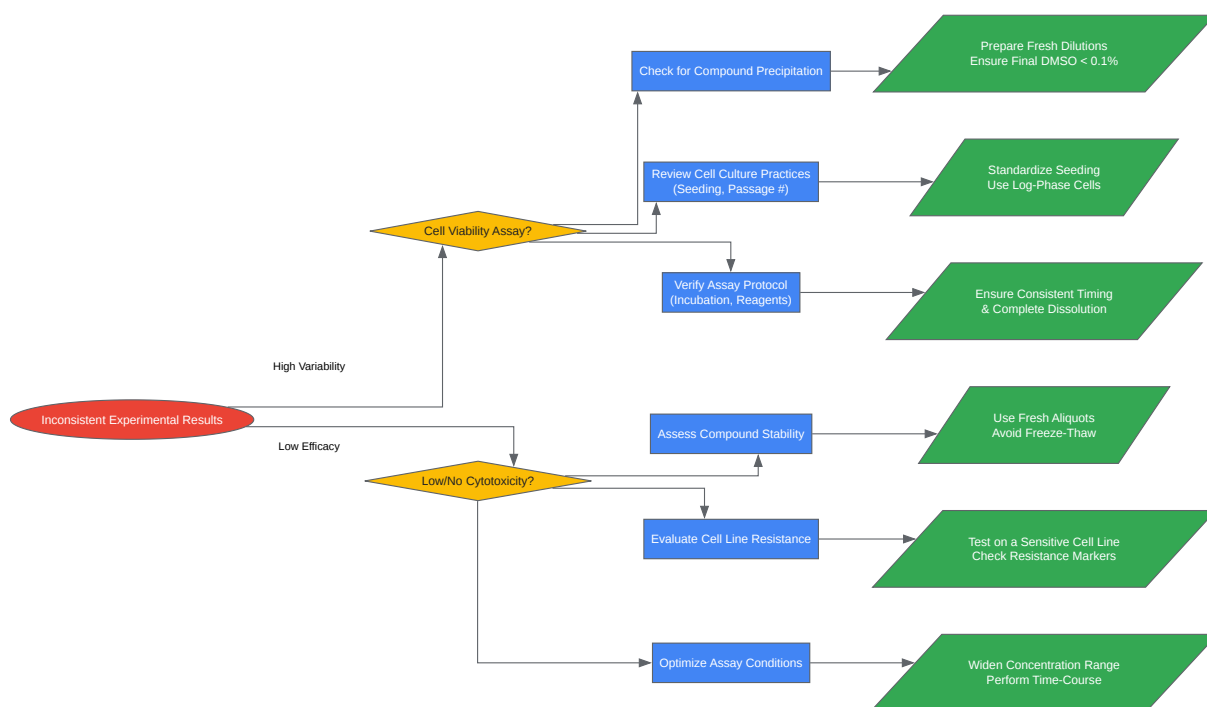 Inconsistent Experimental Results
High Variability
Low Efficacy
Cell Viability Assay?
Low/No Cytotoxicity?
Check for Compound Precipitation
Prepare Fresh Dilutions
Ensure Final DMSO < 0.1%
Review Cell Culture Practices
(Seeding, Passage #)
Standardize Seeding
Use Log-Phase Cells
Verify Assay Protocol
(Incubation, Reagents)
Ensure Consistent Timing
& Complete Dissolution
Assess Compound Stability
Use Fresh Aliquots
Avoid Freeze-Thaw
Evaluate Cell Line Resistance
Test on a Sensitive Cell Line
Check Resistance Markers
Optimize Assay Conditions
Widen Concentration Range
Perform Time-Course